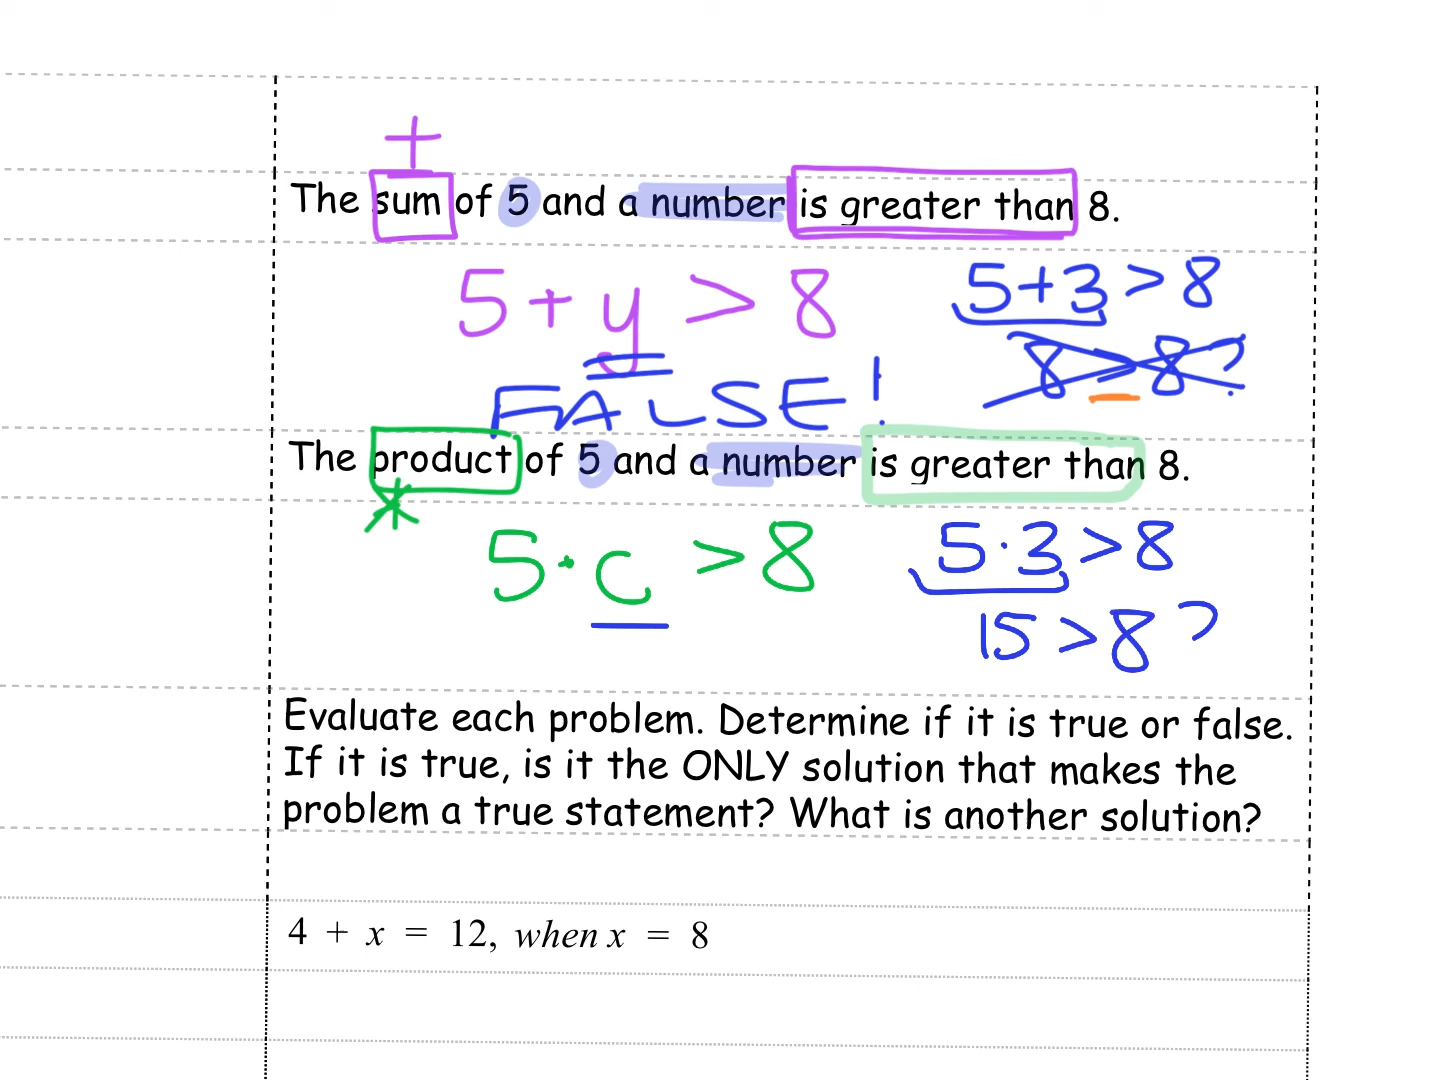 +
The sum of 5 and a number is greater than 8.
5 + y > 8
5 + 3 > 8
8 > 8 ?
FALSE!
The product of 5 and a number is greater than 8.
*
5 · c > 8
5 · 3 > 8
15 > 8 ?
Evaluate each problem. Determine if it is true or false.
If it is true, is it the ONLY solution that makes the
problem a true statement? What is another solution?
4 + x = 12, when x = 8